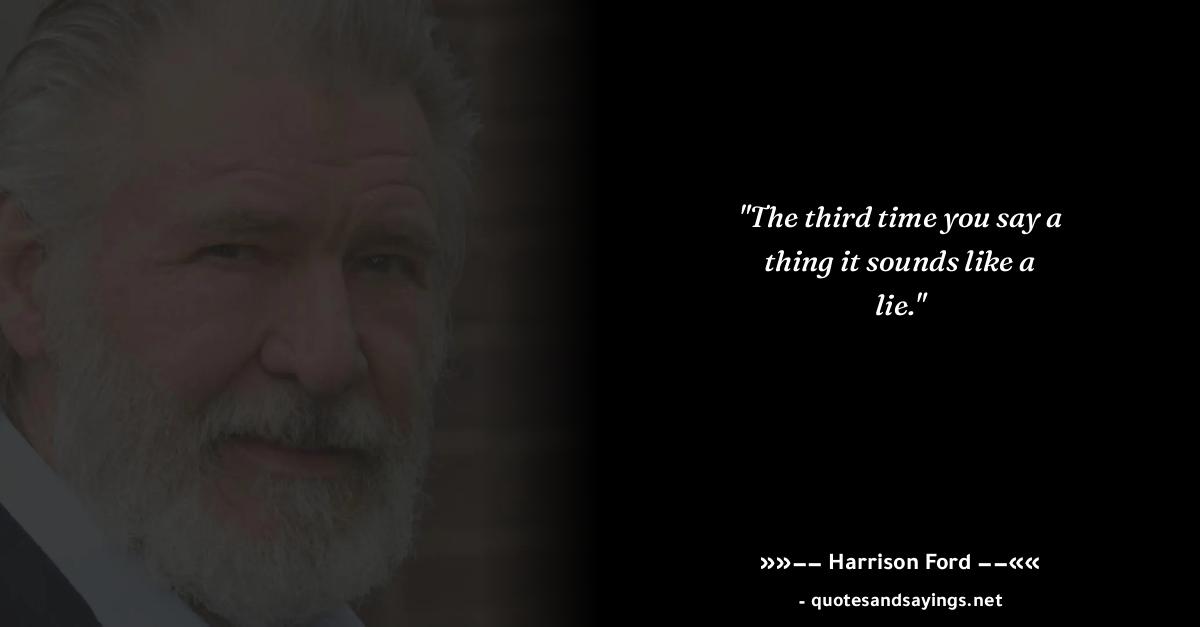 "The third time you say a
thing it sounds like a
lie."
»»–– Harrison Ford ––««
- quotesandsayings.net